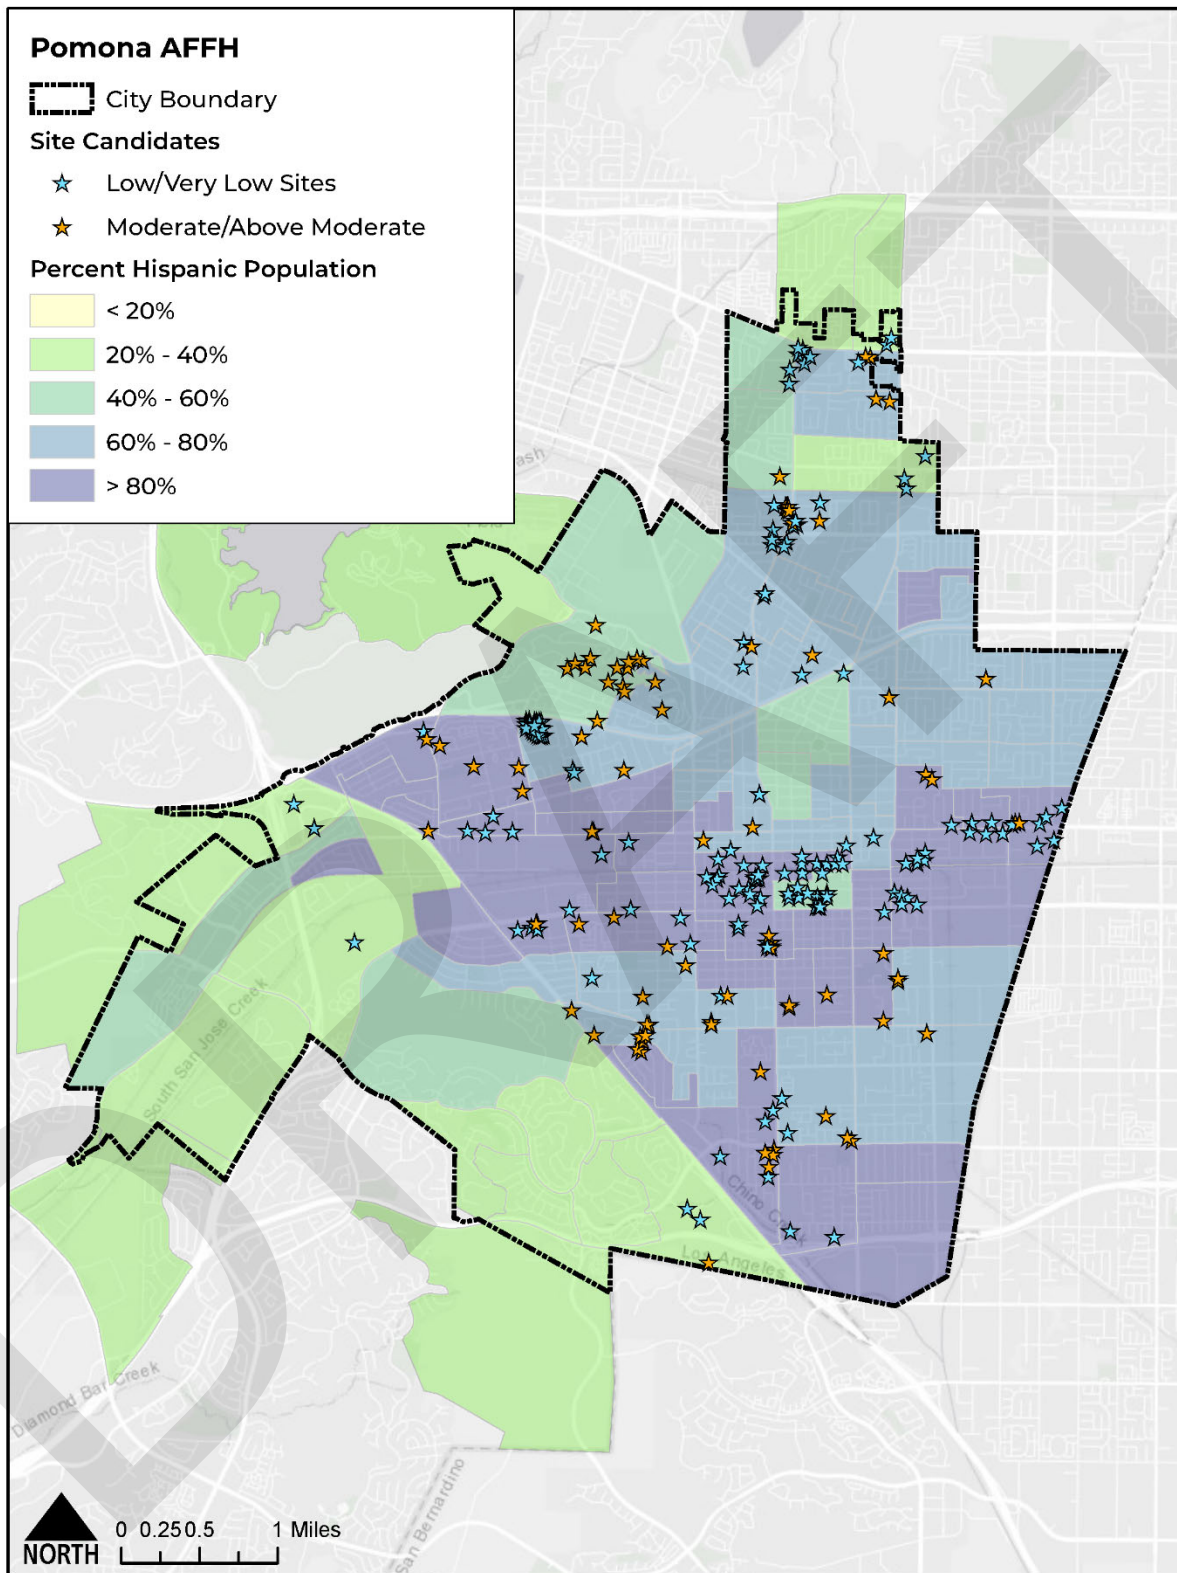 Pomona AFFH
City Boundary
Site Candidates
Low/Very Low Sites
Moderate/Above Moderate
Percent Hispanic Population
< 20%
20% - 40%
40% - 60%
60% - 80%
> 80%
ash
South San Jose Creek
Chino Creek
Los Angeles
Diamond Bar Creek
San Bernardino
NORTH
0 0.25 0.5 1 Miles
DRAFT